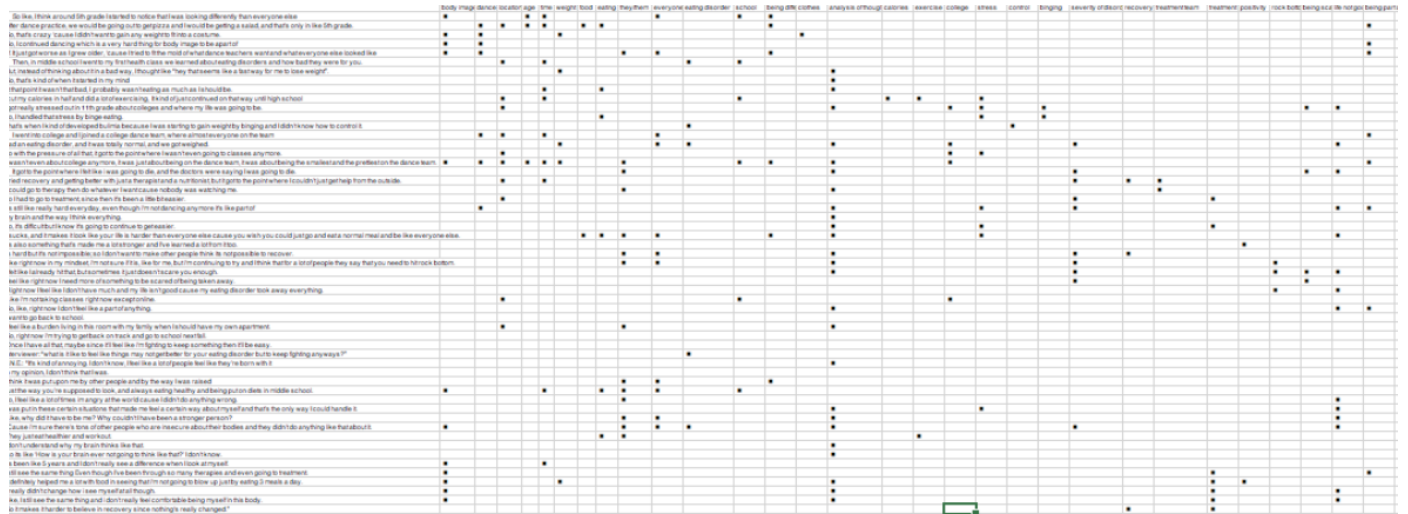 body imag dance locatior age time weight food eating they/them everyone eating disorder school being diff clothes analysis of though calories exercise college stress control binging severity of disord recovery treatment team treatment positivity rock bott being sca life not goo being part
So like, I think around 5th grade I started to notice that I was looking differently than everyone else
fter dance practice, we would be going out to get pizza and I would be getting a salad, and that's only in like 5th grade.
o, that's crazy 'cause I didn't want to gain any weight to fit into a costume.
o, I continued dancing which is a very hard thing for body image to be apart of
It just got worse as I grew older, 'cause I tried to fit the mold of what dance teachers want and what everyone else looked like
Then, in middle school I went to my first heath class we learned about eating disorders and how bad they were for you.
ut, instead of thinking about it in a bad way, I thought like "hey that seems like a fast way for me to lose weight".
o, that's kind of when it started in my mind
that point it wasn't that bad, I probably wasn't eating as much as I should be.
cut my calories in half and did a lot of exercising. It kind of just continued on that way until high school
got really stressed out in 11th grade about colleges and where my life was going to be.
o, I handled that stress by binge-eating.
hat's when I kind of developed bulimia because I was starting to gain weight by binging and I didn't know how to control it.
I went into college and I joined a college dance team, where almost everyone on the team
ad an eating disorder, and it was totally normal, and we got weighed.
o with the pressure of all that, it got to the point where I wasn't even going to classes anymore.
wasn't even about college anymore, it was just about being on the dance team, it was about being the smallest and the prettiest on the dance team.
It got to the point where I felt like I was going to die, and the doctors were saying I was going to die.
ried recovery and getting better with just a therapist and a nutritionist, but it got to the point where I couldn't just get help from the outside.
could go to therapy then do whatever I want cause nobody was watching me.
o I had to go to treatment, since then it's been a little bit easier.
s still like really hard everyday, even though I'm not dancing anymore it's like part of
y brain and the way I think everything.
o, it's difficult but I know it's going to continue to get easier.
sucks, and it makes it look like your life is harder than everyone else cause you wish you could just go and eat a normal meal and be like everyone else.
s also something that's made me a lot stronger and I've learned a lot from it too.
s hard but it's not impossible; so I don't want to make other people think its not possible to recover.
ike right now in my mindset, I'm not sure if it is, like for me, but I'm continuing to try and I think that for a lot of people they say that you need to hit rock bottom.
felt like I already hit that, but sometimes it just doesn't scare you enough.
eel like right now I need more of something to be scared of being taken away.
ight now I feel like I don't have much and my life isn't good cause my eating disorder took away everything.
ike I'm not taking classes right now except online.
o, like, right now I don't feel like a part of anything.
want to go back to school.
feel like a burden living in this room with my family when I should have my own apartment.
o, right now I'm trying to get back on track and go to school next fall.
Once I have all that, maybe since it'll feel like I'm fighting to keep something then it'll be easy.
terviewer: "what is it like to feel like things may not get better for your eating disorder but to keep fighting anyways?"
N.E.: "It's kind of annoying. I don't know, I feel like a lot of people feel like they're born with it
my opinion, I don't think that I was.
think it was put upon me by other people and by the way I was raised
ust the way you're supposed to look, and always eating healthy and being put on diets in middle school.
o, I feel like a lot of times im angry at the world cause I didn't do anything wrong.
was put in these certain situations that made me feel a certain way about myself and that's the only way I could handle it.
ike, why did it have to be me? Why couldn't I have been a stronger person?
'Cause I'm sure there's tons of other people who are insecure about their bodies and they didn't do anything like that about it.
They just eat healthier and workout.
don't understand why my brain thinks like that.
o its like 'How is your brain ever not going to think like that?' I don't know.
s been like 5 years and I don't really see a difference when I look at myself.
still see the same thing Even though I've been through so many therapies and even going to treatment.
definitely helped me a lot with food in seeing that I'm not going to blow up just by eating 3 meals a day.
really didn't change how I see myself at all though.
ike, I still see the same thing and I don't really feel comfortable being myself in this body.
o it makes it harder to believe in recovery since nothing's really changed."